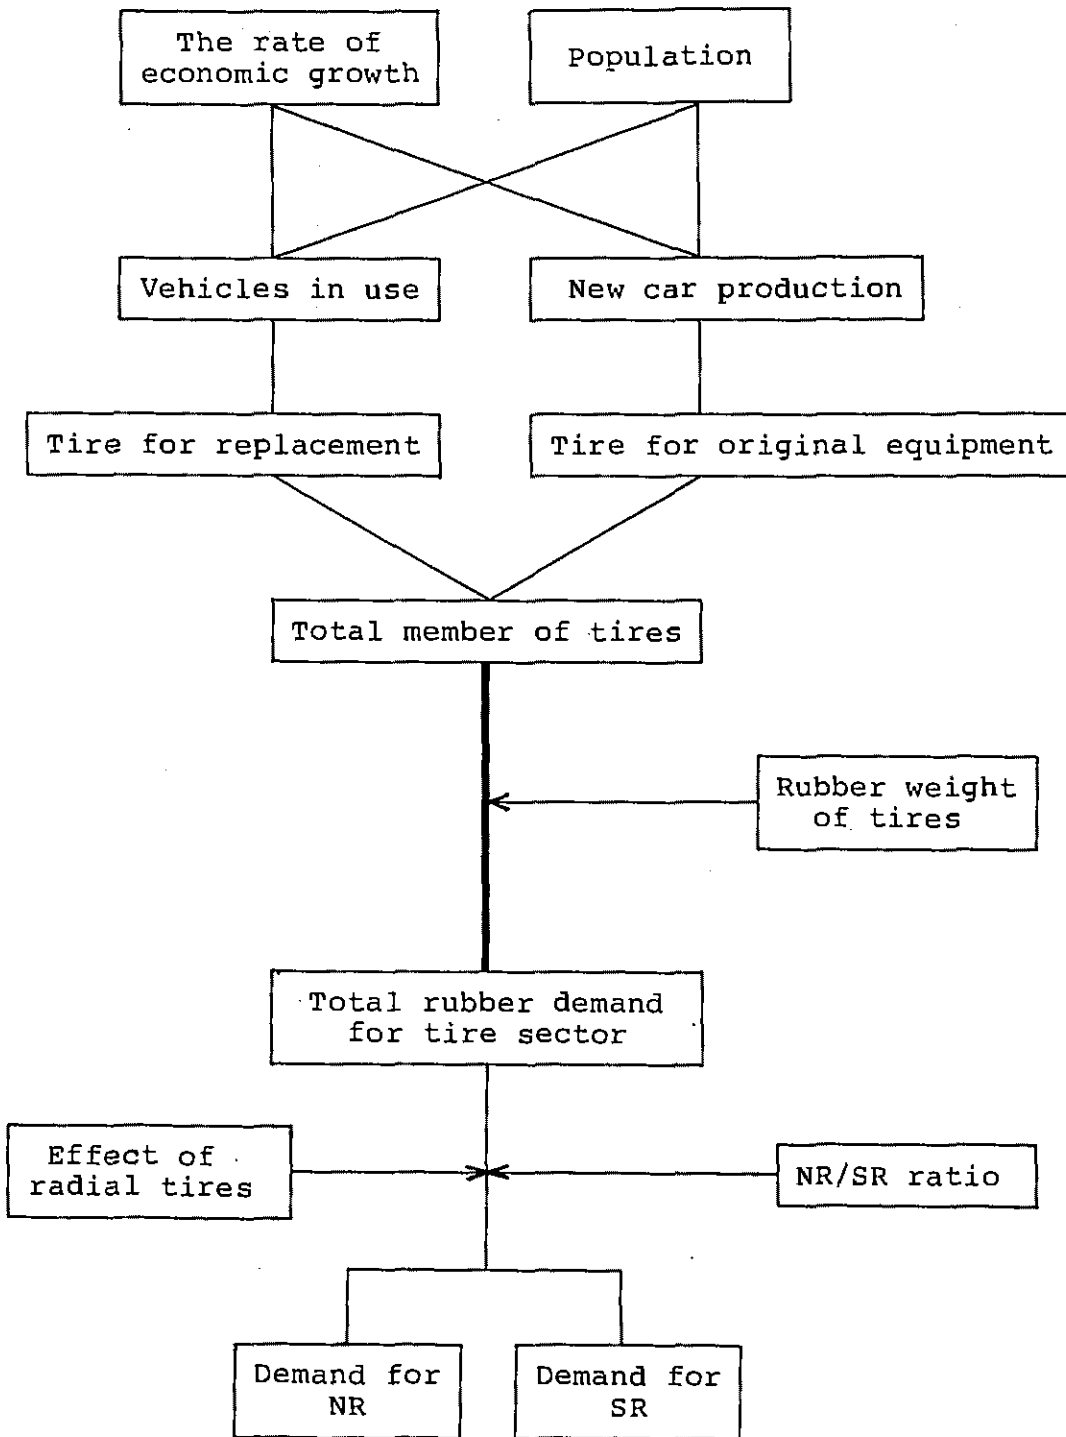 The rate of
economic growth
Population
Vehicles in use
New car production
Tire for replacement
Tire for original equipment
Total member of tires
Rubber weight
of tires
Total rubber demand
for tire sector
Effect of
radial tires
NR/SR ratio
Demand for
NR
Demand for
SR